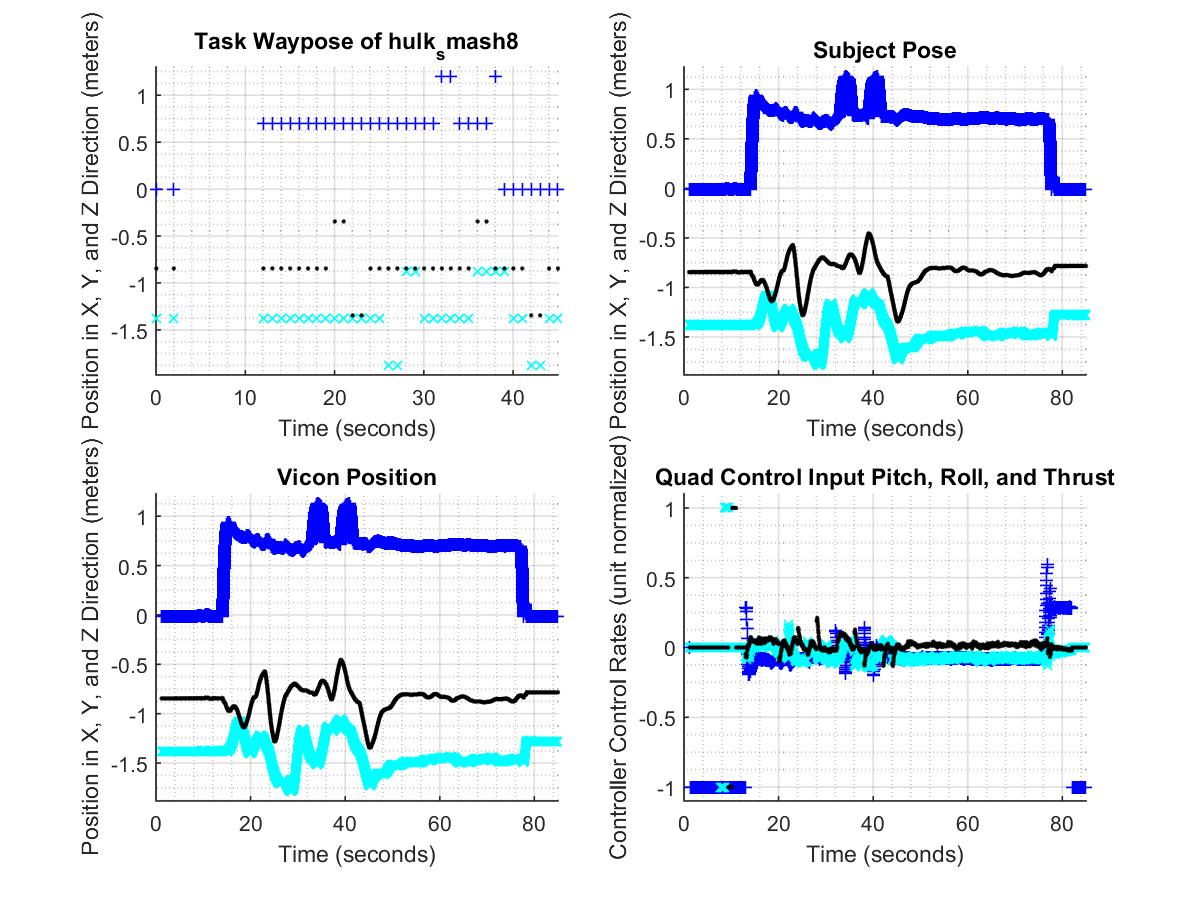 Task Waypose of hulksmash8
Position in X, Y, and Z Direction (meters)
1
0.5
0
-0.5
-1
-1.5
0 10 20 30 40
Time (seconds)
Subject Pose
Position in X, Y, and Z Direction (meters)
1
0.5
0
-0.5
-1
-1.5
0 20 40 60 80
Time (seconds)
Vicon Position
Position in X, Y, and Z Direction (meters)
1
0.5
0
-0.5
-1
-1.5
0 20 40 60 80
Time (seconds)
Quad Control Input Pitch, Roll, and Thrust
Controller Control Rates (unit normalized)
1
0.5
0
-0.5
-1
0 20 40 60 80
Time (seconds)